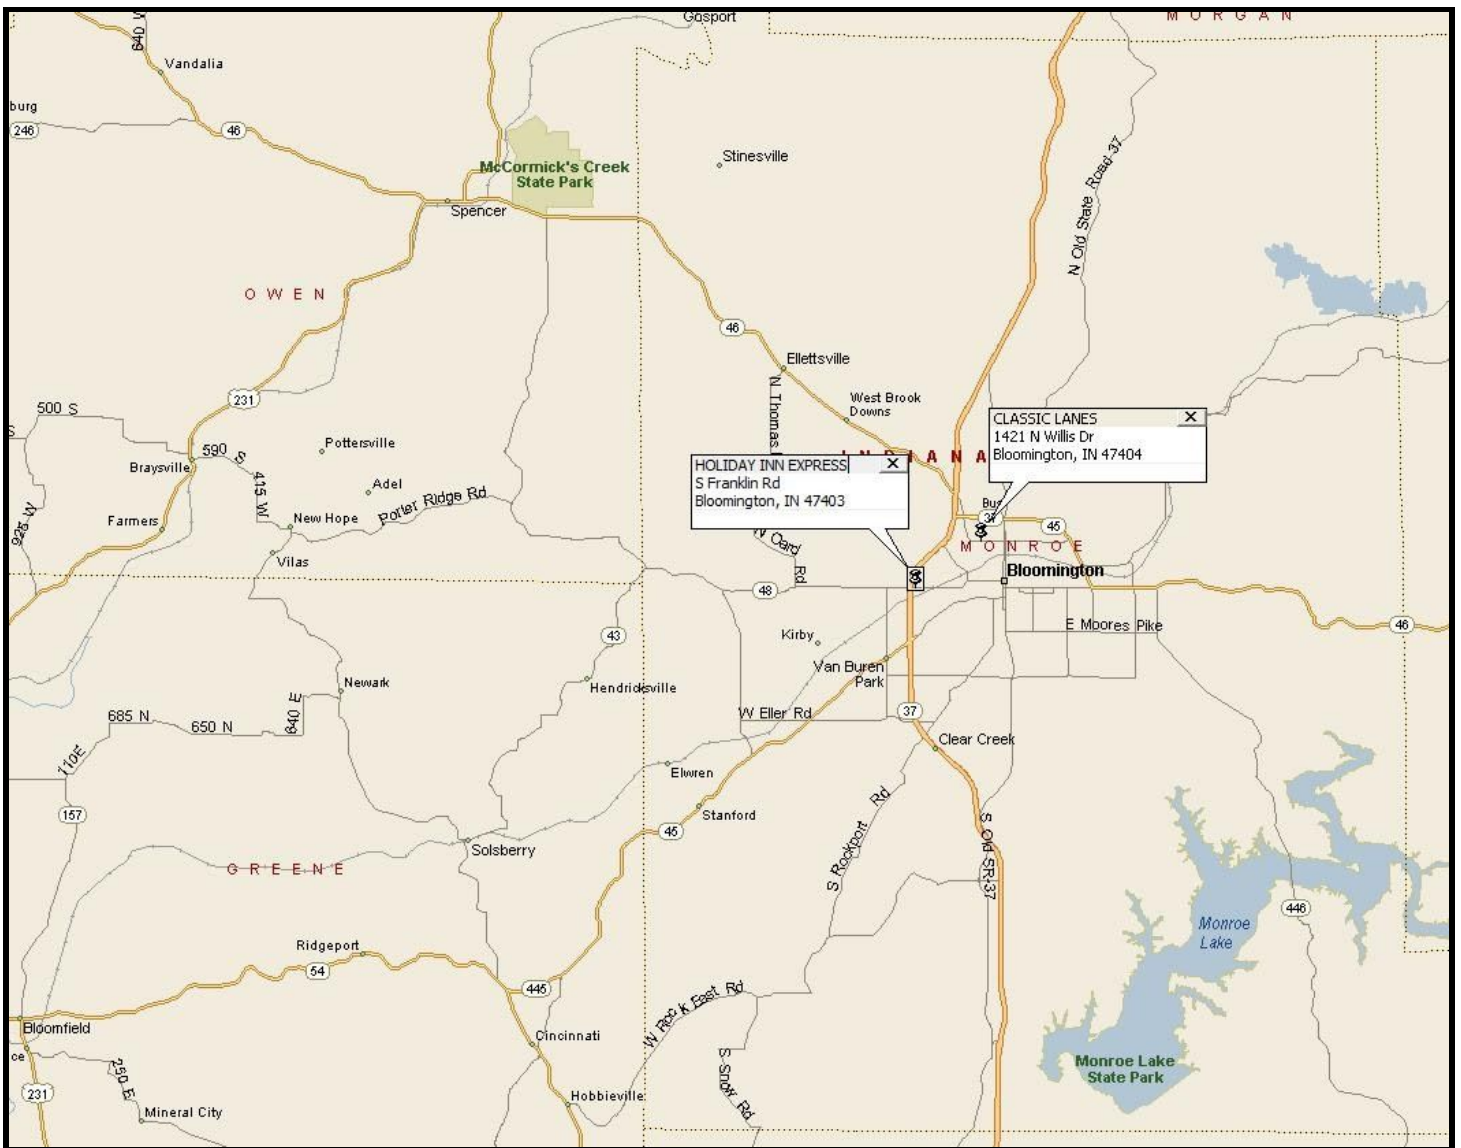 Gosport
MORGAN
640 W
Vandalia
burg
246
46
McCormick's Creek
State Park
Stinesville
N Old State Road 37
Spencer
OWEN
46
Ellettsville
231
N Thomas
West Brook
Downs
500 S
S
CLASSIC LANES
1421 N Willis Dr
Bloomington, IN 47404
590
S
Pottersville
INDIANA
Braysville
HOLIDAY INN EXPRESS
S Franklin Rd
Bloomington, IN 47403
415 W
Adel
Porter Ridge Rd
925 W
Farmers
New Hope
Bus
37
45
W Oard
Rd
MONROE
Vilas
Bloomington
48
43
Kirby
E Moores Pike
46
Van Buren
Park
Newark
Hendricksville
640 E
685 N
650 N
W Eller Rd
37
110E
Clear Creek
Elwren
157
Stanford
S Rockport Rd
S Old SR-37
45
Solsberry
GREENE
446
Monroe
Lake
Ridgeport
54
445
W Rock East Rd
Bloomfield
Cincinnati
ce
250 E
S Snow Rd
Monroe Lake
State Park
231
Hobbieville
Mineral City